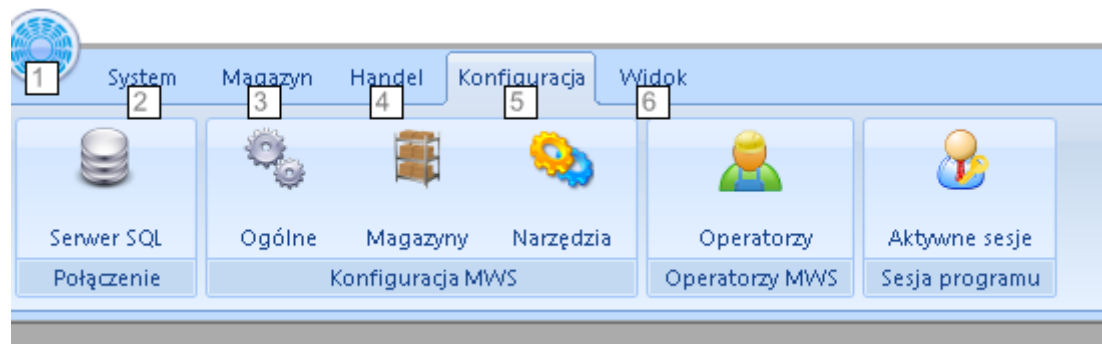 System Magazyn Handel Konfiguracja Widok
1 2 3 4 5 6
Serwer SQL Ogólne Magazyny Narzędzia Operatorzy Aktywne sesje
Połączenie Konfiguracja MWS Operatorzy MWS Sesja programu